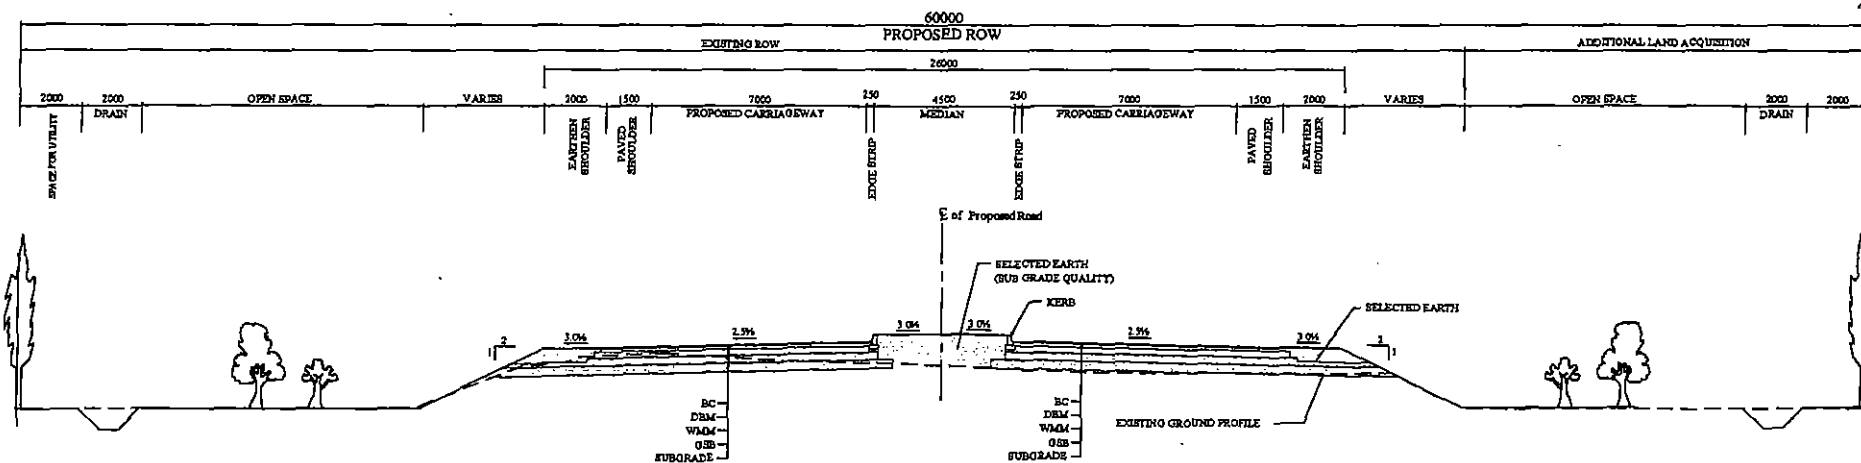 60000
PROPOSED ROW
EXISTING ROW
ADDITIONAL LAND ACQUISITION
26000
2000 2000 OPEN SPACE VARIES 2000 1500 7000 250 4500 250 7000 1500 2000 VARIES OPEN SPACE 2000 2000
DRAIN PROPOSED CARRIAGEWAY MEDIAN PROPOSED CARRIAGEWAY DRAIN
SPACE FOR UTILITY
EARTHEN
SHOULDER
PAVED
SHOULDER
EDGE STRIP
EDGE STRIP
PAVED
SHOULDER
EARTHEN
SHOULDER
℄ of Proposed Road
SELECTED EARTH
(SUB GRADE QUALITY)
KERB
SELECTED EARTH
1 2 3.0% 2.5% 3.0% 3.0% 2.5% 3.0% 2 1
BC
DBM
WMM
GSB
SUBGRADE
BC
DBM
WMM
GSB
SUBGRADE
EXISTING GROUND PROFILE